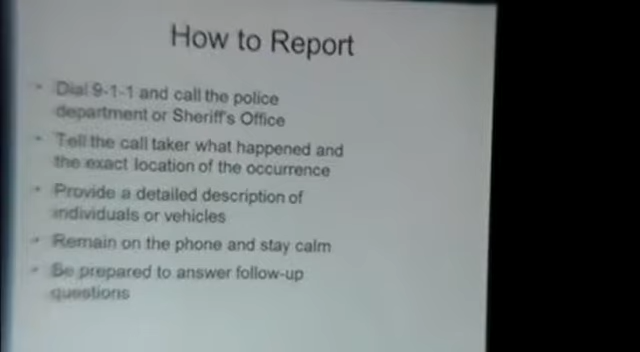 How to Report
• Dial 9-1-1 and call the police
department or Sheriff's Office
• Tell the call taker what happened and
the exact location of the occurrence
• Provide a detailed description of
individuals or vehicles
• Remain on the phone and stay calm
• Be prepared to answer follow-up
questions